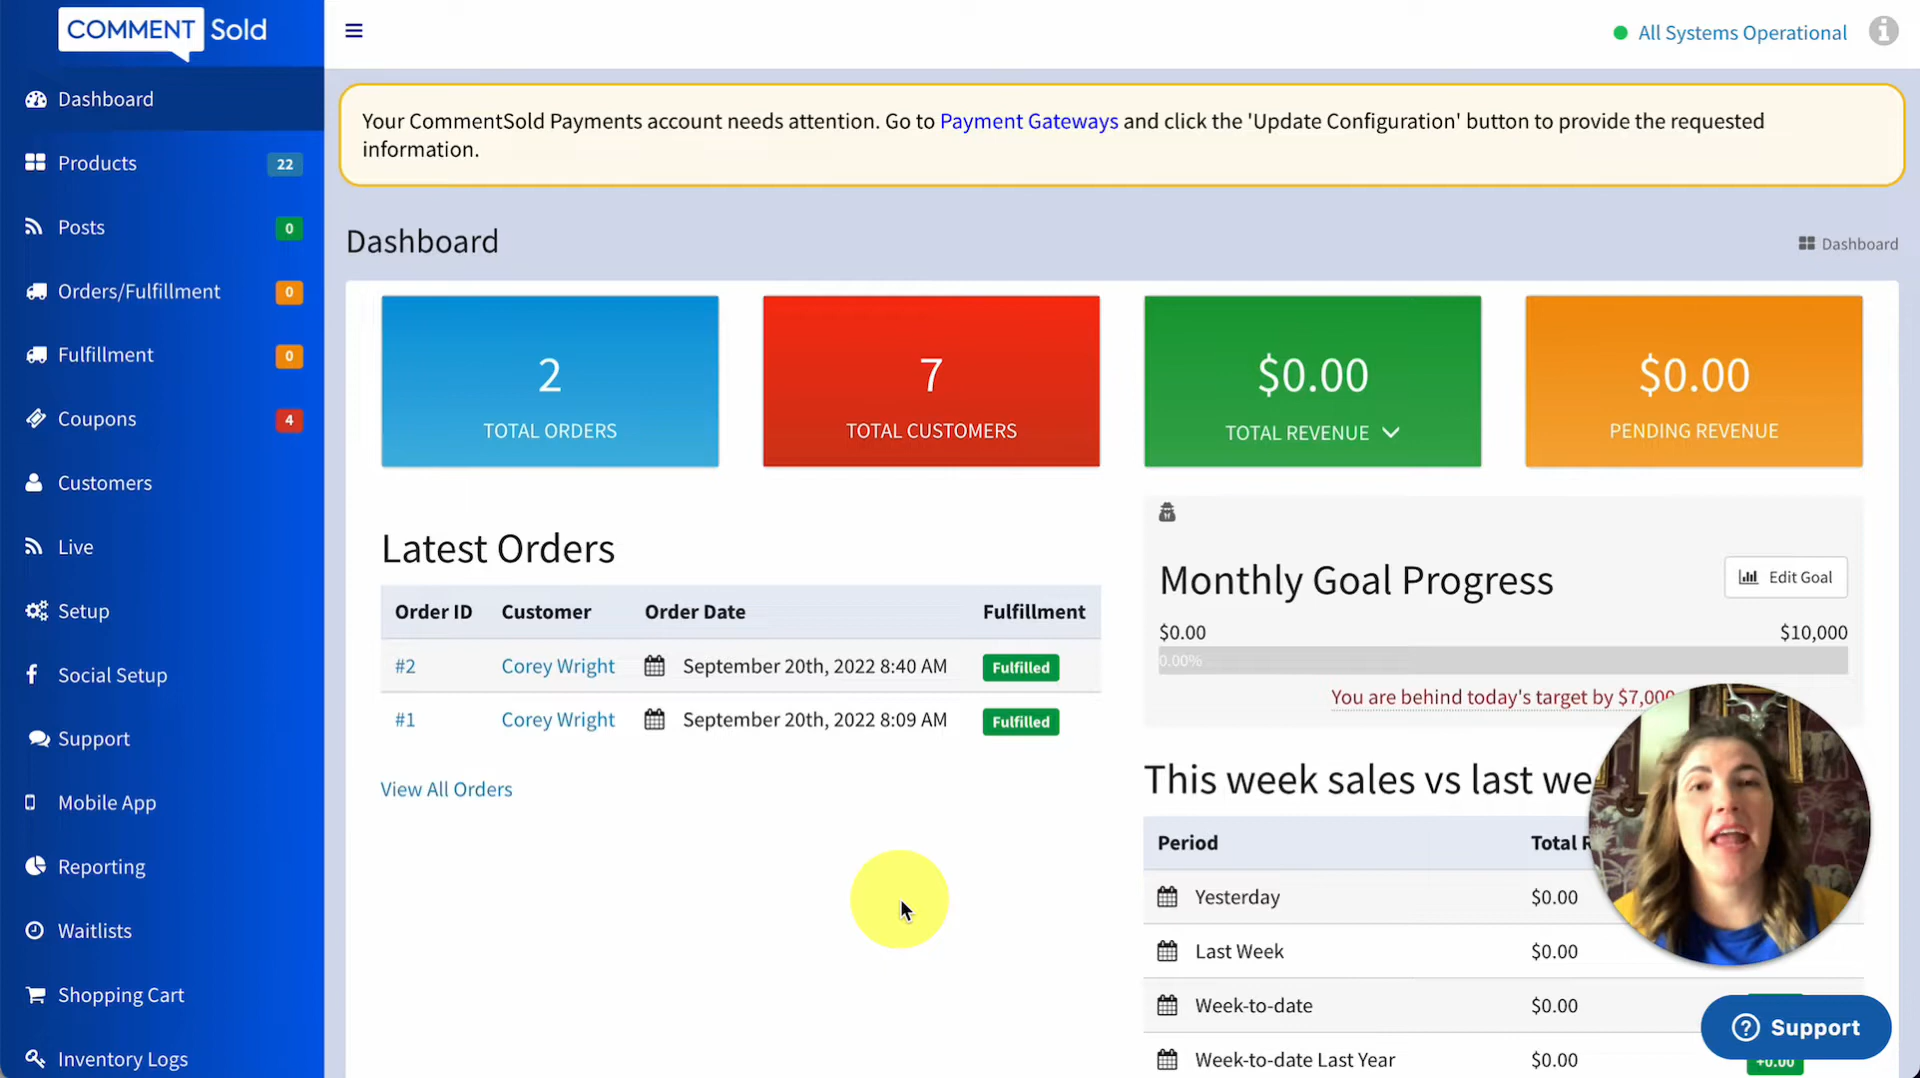 COMMENT Sold
All Systems Operational
Dashboard
Products 22
Posts 0
Orders/Fulfillment 0
Fulfillment 0
Coupons 4
Customers
Live
Setup
Social Setup
Support
Mobile App
Reporting
Waitlists
Shopping Cart
Inventory Logs
Your CommentSold Payments account needs attention. Go to Payment Gateways and click the 'Update Configuration' button to provide the requested
information.
Dashboard
Dashboard
2
TOTAL ORDERS
7
TOTAL CUSTOMERS
$0.00
TOTAL REVENUE
$0.00
PENDING REVENUE
Latest Orders
Order ID Customer Order Date Fulfillment
#2 Corey Wright September 20th, 2022 8:40 AM Fulfilled
#1 Corey Wright September 20th, 2022 8:09 AM Fulfilled
View All Orders
Monthly Goal Progress
Edit Goal
$0.00 $10,000
0.00%
You are behind today's target by $7,000
This week sales vs last we
Period Total R
Yesterday $0.00
Last Week $0.00
Week-to-date $0.00
Week-to-date Last Year $0.00
+0.00
Support